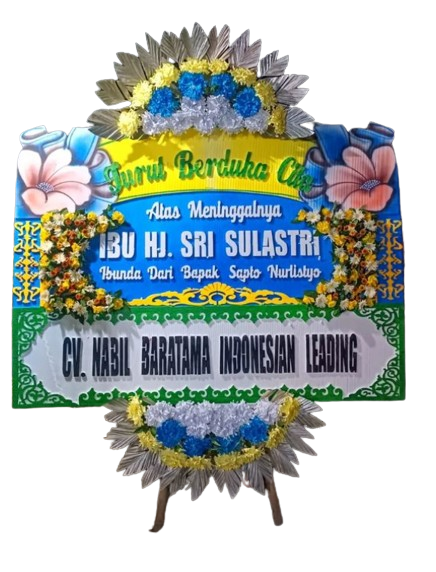 Turut Berduka Cita
Atas Meninggalnya
IBU HJ. SRI SULASTRI,
Ibunda Dari Bapak Sapto Nurlistyo
CV. NABIL BARATAMA INDONESIAN LEADING